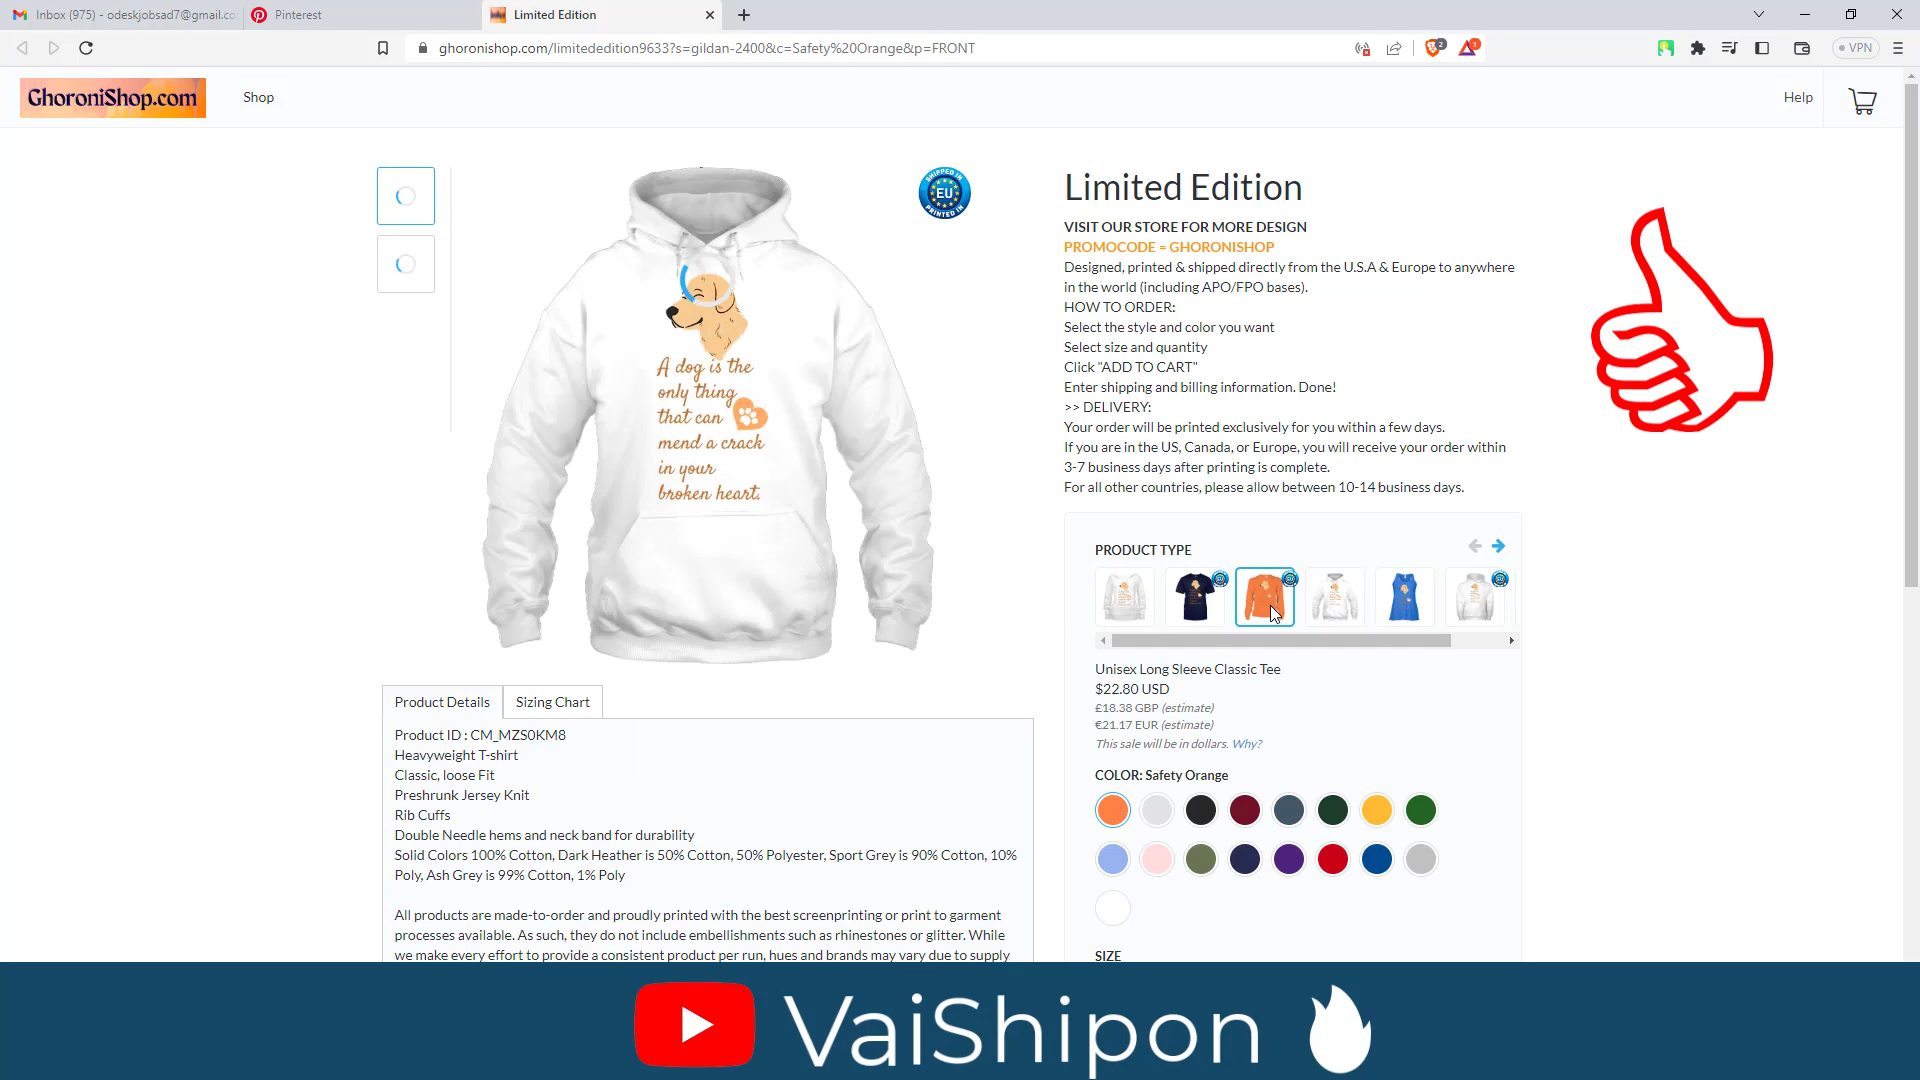 Inbox (975) - odeskjobsad7@gmail.co
Pinterest
Limited Edition
ghoronishop.com/limitededition9633?s=gildan-2400&c=Safety%20Orange&p=FRONT
2
1
VPN
GhoroniShop.com
Shop
Help
SHIPPED IN
EU
PRINTED IN
A dog is the
only thing
that can
mend a crack
in your
broken heart.
Limited Edition
VISIT OUR STORE FOR MORE DESIGN
PROMOCODE = GHORONISHOP
Designed, printed & shipped directly from the U.S.A & Europe to anywhere
in the world (including APO/FPO bases).
HOW TO ORDER:
Select the style and color you want
Select size and quantity
Click "ADD TO CART"
Enter shipping and billing information. Done!
>> DELIVERY:
Your order will be printed exclusively for you within a few days.
If you are in the US, Canada, or Europe, you will receive your order within
3-7 business days after printing is complete.
For all other countries, please allow between 10-14 business days.
PRODUCT TYPE
Unisex Long Sleeve Classic Tee
$22.80 USD
£18.38 GBP (estimate)
€21.17 EUR (estimate)
This sale will be in dollars. Why?
COLOR: Safety Orange
SIZE
Product Details
Sizing Chart
Product ID : CM_MZS0KM8
Heavyweight T-shirt
Classic, loose Fit
Preshrunk Jersey Knit
Rib Cuffs
Double Needle hems and neck band for durability
Solid Colors 100% Cotton, Dark Heather is 50% Cotton, 50% Polyester, Sport Grey is 90% Cotton, 10%
Poly, Ash Grey is 99% Cotton, 1% Poly
All products are made-to-order and proudly printed with the best screenprinting or print to garment
processes available. As such, they do not include embellishments such as rhinestones or glitter. While
we make every effort to provide a consistent product per run, hues and brands may vary due to supply
VaiShipon